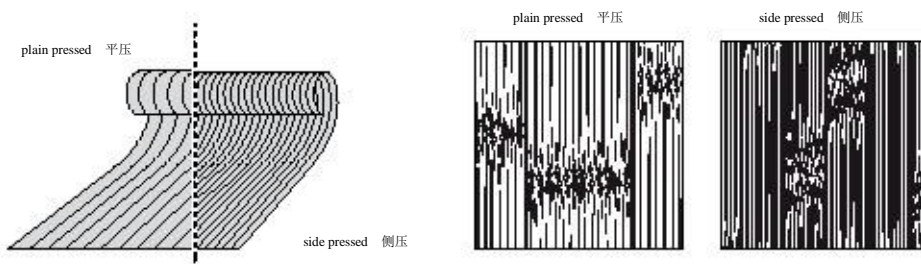 plain pressed 平压
side pressed 侧压
plain pressed 平压
side pressed 侧压